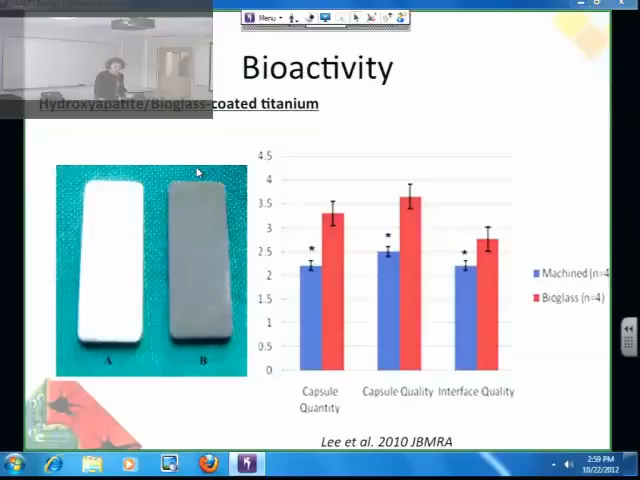 Menu
Bioactivity
Hydroxyapatite/Bioglass-coated titanium
4.5
4
3.5
3
2.5
2
1.5
1
0.5
0
*
*
*
Machined (n=4
Bioglass (n=4)
A
B
Capsule Quantity
Capsule Quality
Interface Quality
Lee et al. 2010 JBMRA
2:59 PM
10/22/2012